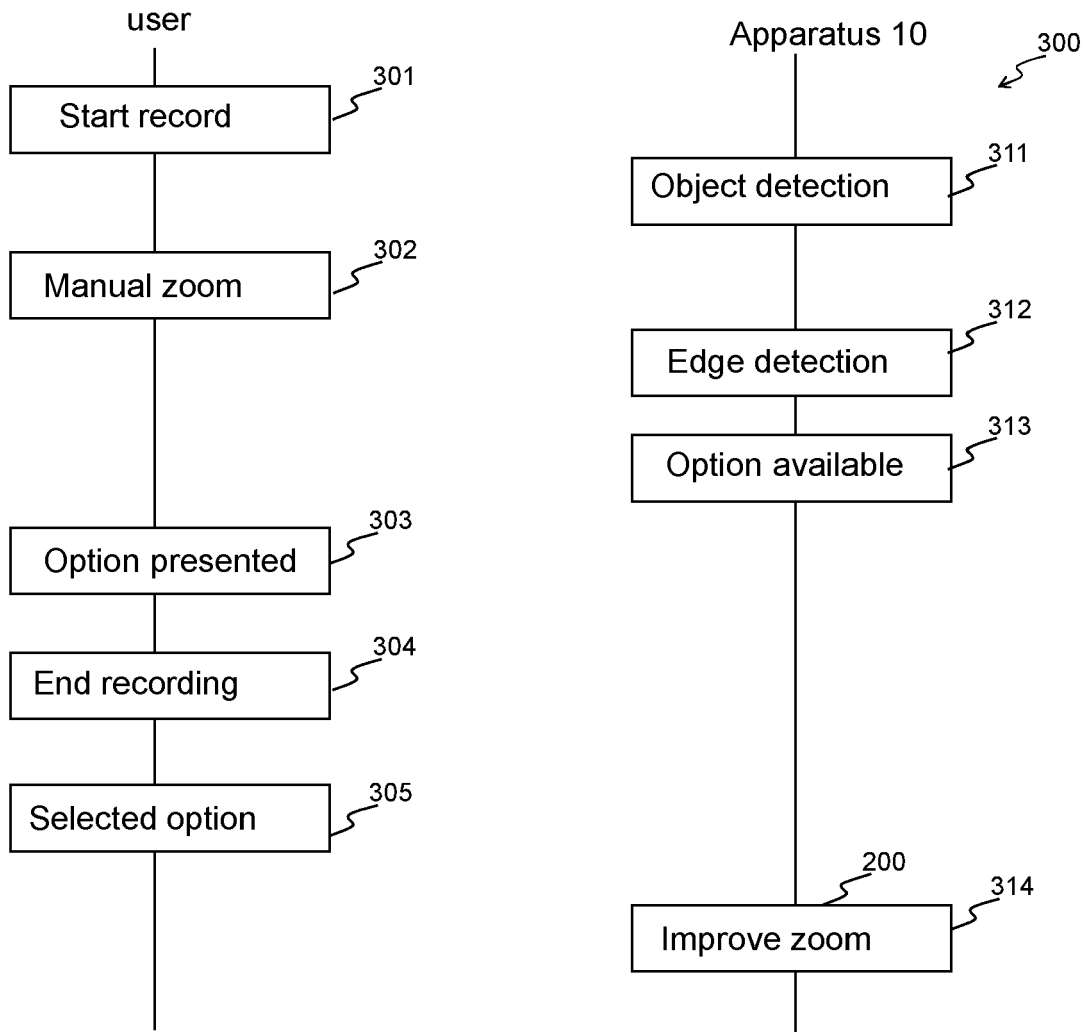 user
Apparatus 10
300
301
Start record
311
Object detection
302
Manual zoom
312
Edge detection
313
Option available
303
Option presented
304
End recording
305
Selected option
200
314
Improve zoom